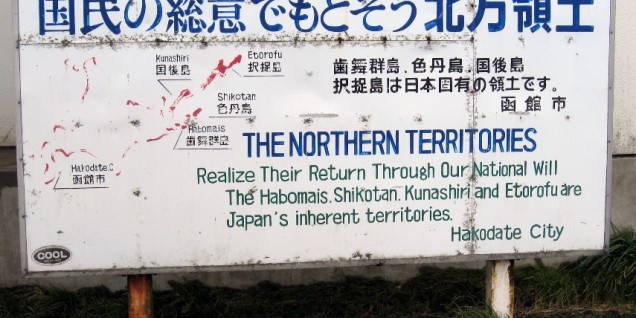 国民の総意でもどそう北方領土
Etorofu
択捉島
Kunashiri
国後島
Shikotan
色丹島
Habomais
歯舞群島
Hakodate.C
函館市
歯舞群島.色丹島.国後島
択捉島は日本固有の領土です。
函館市
THE NORTHERN TERRITORIES
Realize Their Return Through Our National Will
The Habomais.Shikotan.Kunashiri and Etorofu are
Japan's inherent territories.
Hakodate City
COOL